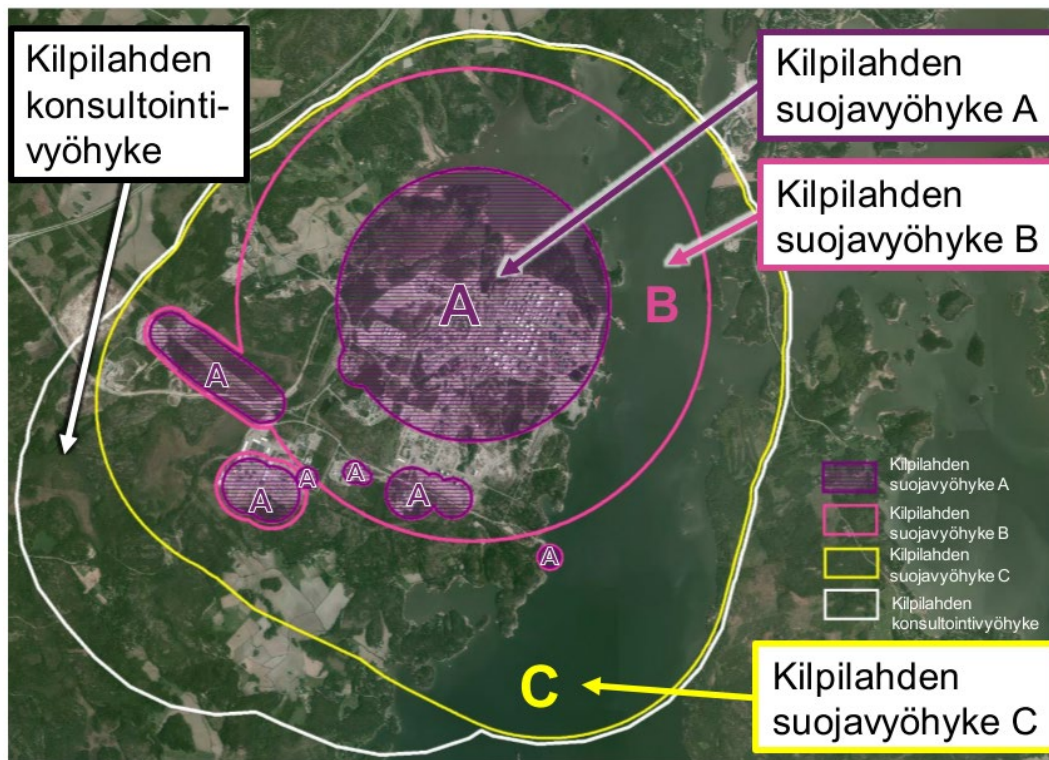 Kilpilahden
konsultointi-
vyöhyke
Kilpilahden
suojavyöhyke A
Kilpilahden
suojavyöhyke B
A
B
A
A
A
A
A
A
C
Kilpilahden
suojavyöhyke A
Kilpilahden
suojavyöhyke B
Kilpilahden
suojavyöhyke C
Kilpilahden
konsultointivyöhyke
Kilpilahden
suojavyöhyke C